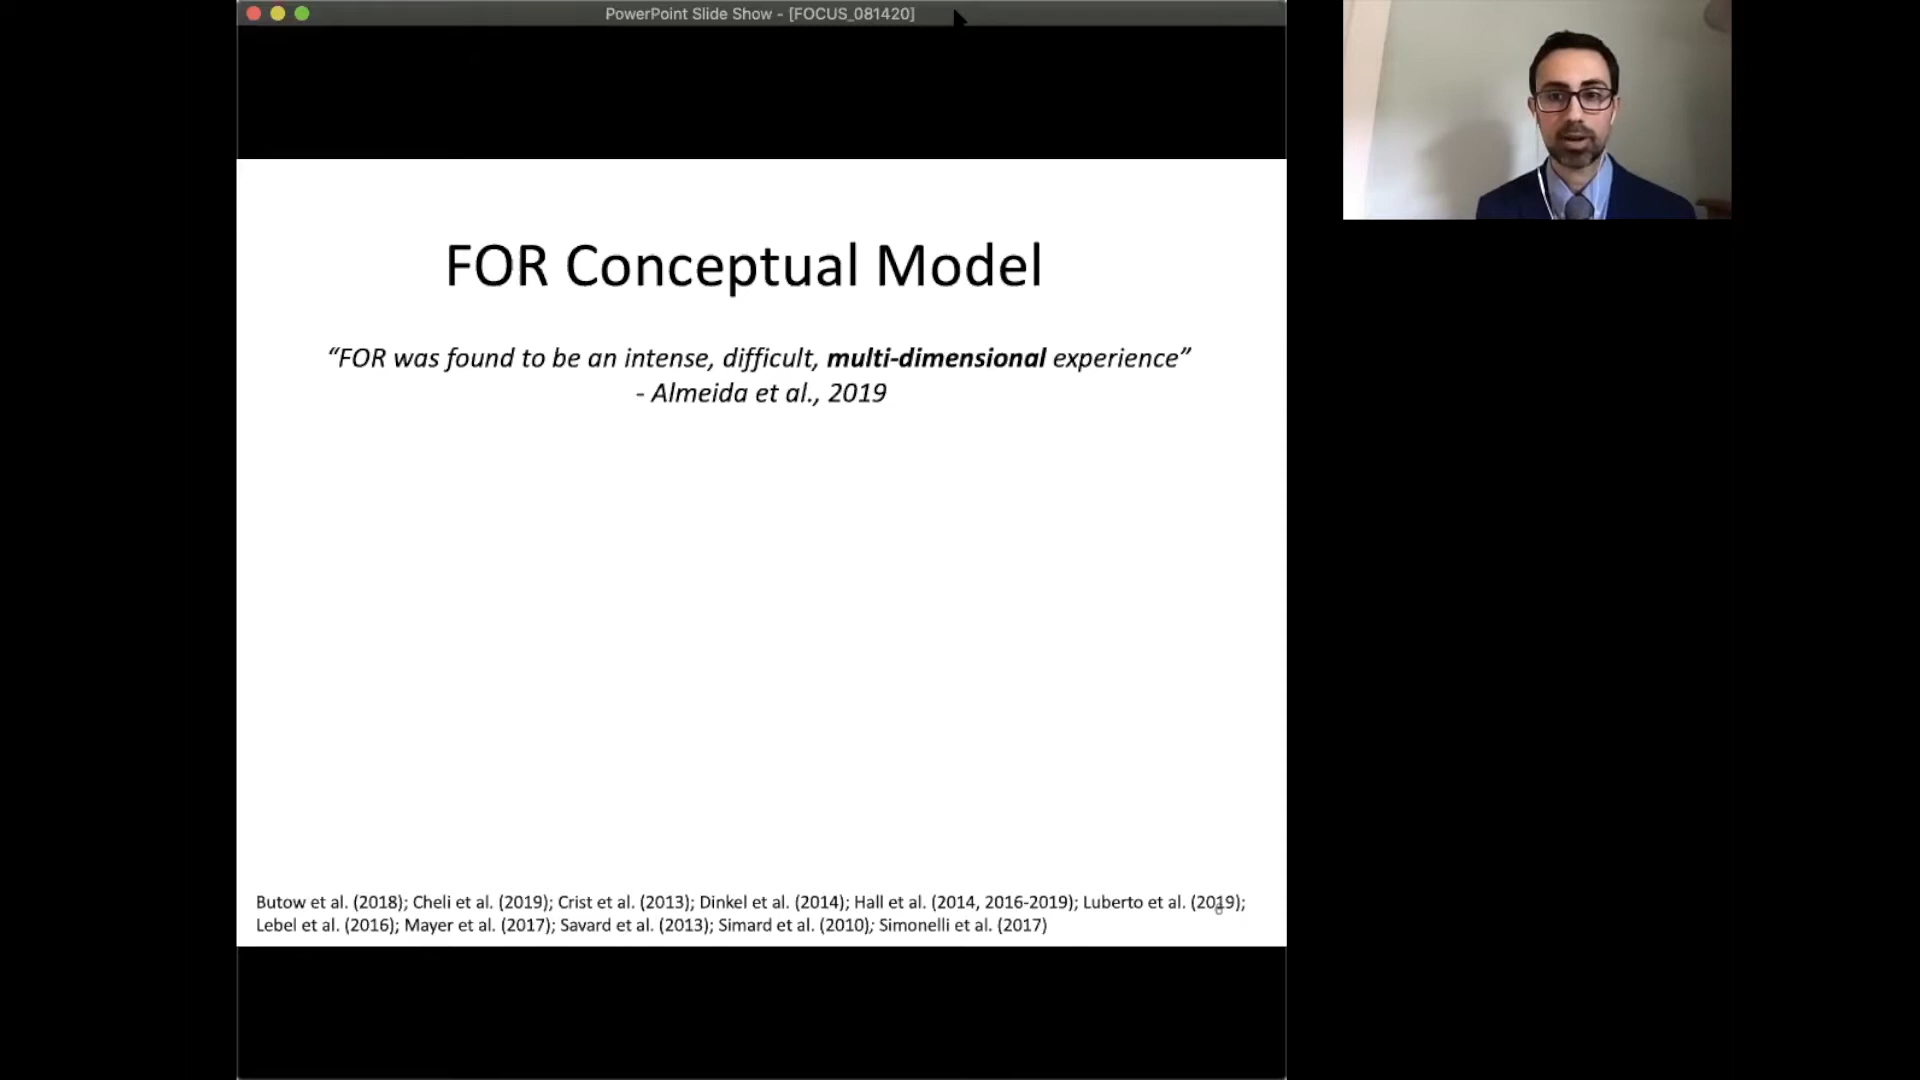 PowerPoint Slide Show - [FOCUS_081420]
FOR Conceptual Model
“FOR was found to be an intense, difficult, multi-dimensional experience”
- Almeida et al., 2019
Butow et al. (2018); Cheli et al. (2019); Crist et al. (2013); Dinkel et al. (2014); Hall et al. (2014, 2016-2019); Luberto et al. (2019);
Lebel et al. (2016); Mayer et al. (2017); Savard et al. (2013); Simard et al. (2010); Simonelli et al. (2017)